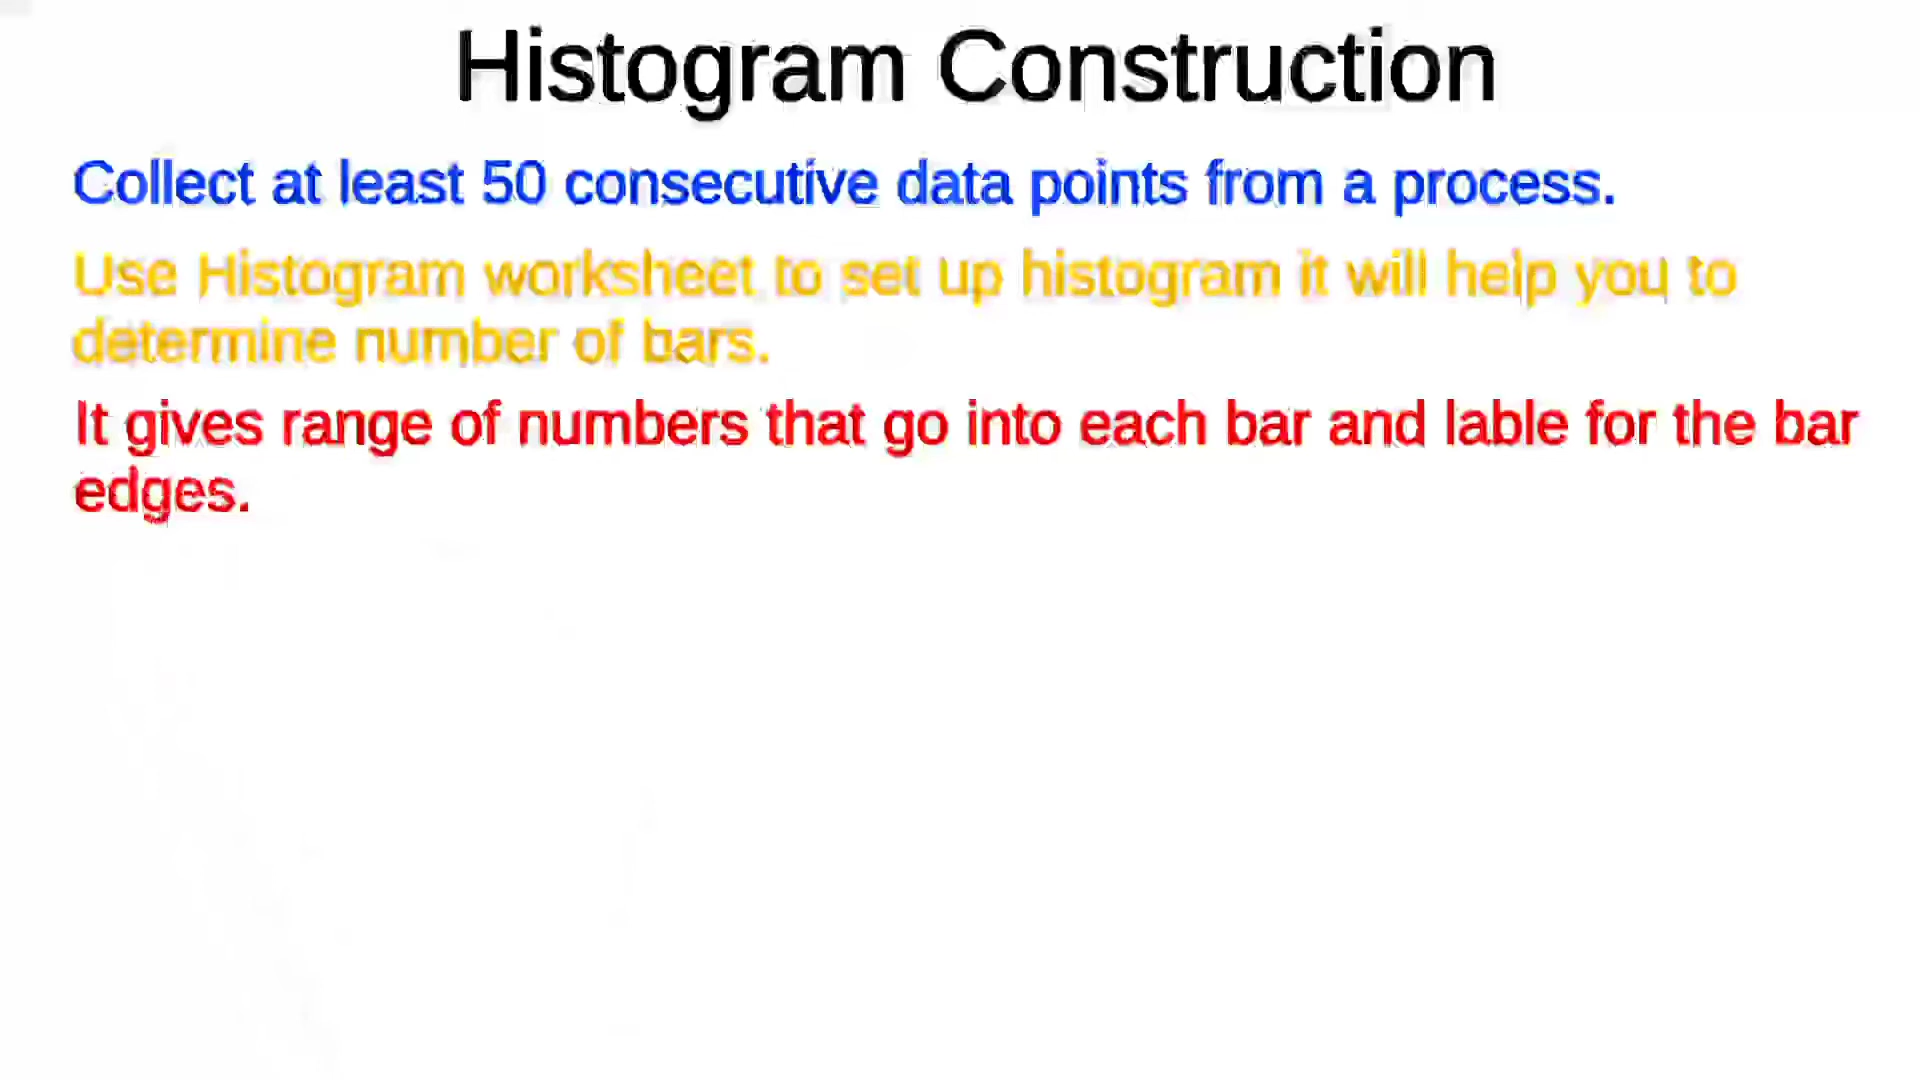 Histogram Construction
Collect at least 50 consecutive data points from a process.
Use Histogram worksheet to set up histogram it will help you to
determine number of bars.
It gives range of numbers that go into each bar and lable for the bar
edges.